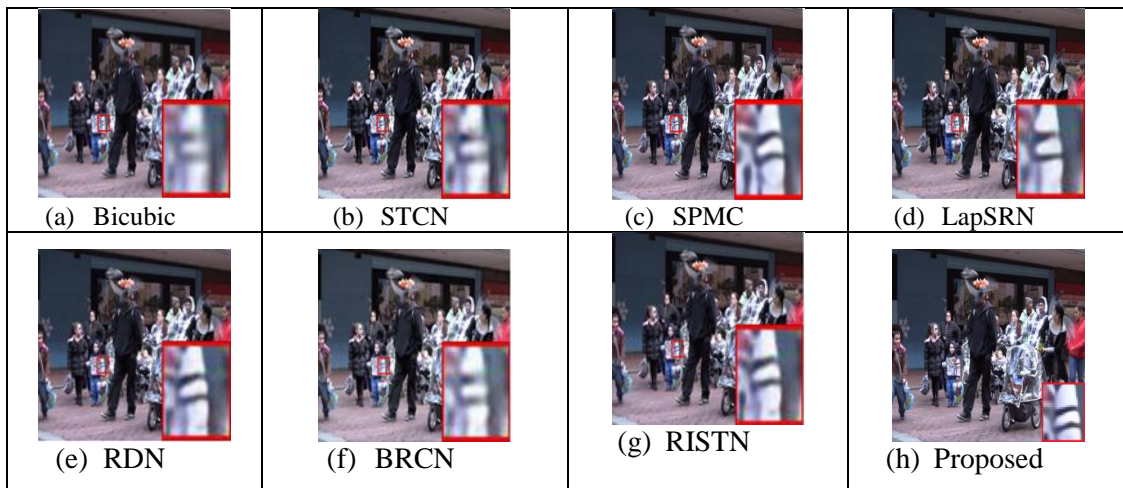 (a) Bicubic
(b) STCN
(c) SPMC
(d) LapSRN
(e) RDN
(f) BRCN
(g) RISTN
(h) Proposed